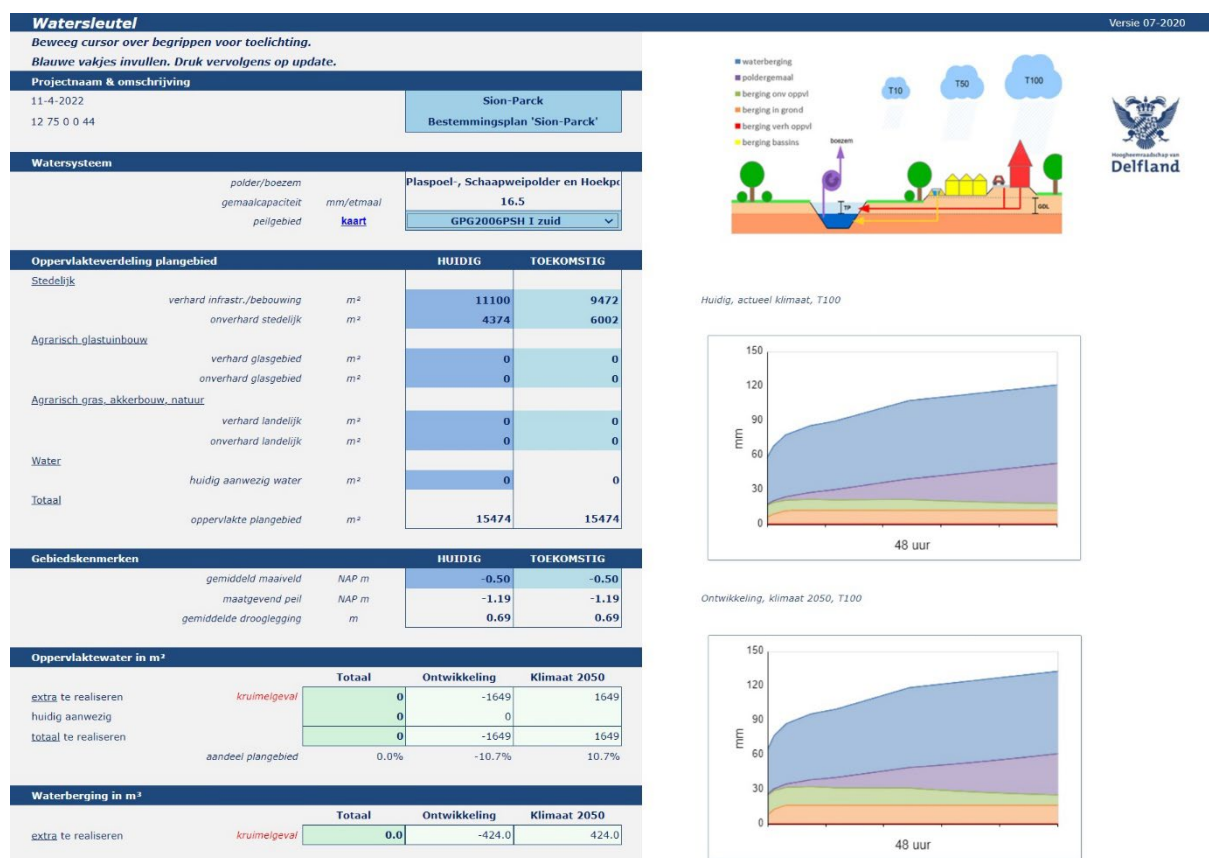 Watersleutel
Versie 07-2020
Beweeg cursor over begrippen voor toelichting.
Blauwe vakjes invullen. Druk vervolgens op update.
Projectnaam & omschrijving
11-4-2022 Sion-Parck
12 75 0 0 44 Bestemmingsplan 'Sion-Parck'
Watersysteem
polder/boezem Plaspoel-, Schaapweipolder en Hoekpo
gemaalcapaciteit mm/etmaal 16.5
peilgebied kaart GPG2006PSH I zuid
Oppervlakteverdeling plangebied HUIDIG TOEKOMSTIG
Stedelijk
verhard infrastr./bebouwing m² 11100 9472
onverhard stedelijk m² 4374 6002
Agrarisch glastuinbouw
verhard glasgebied m² 0 0
onverhard glasgebied m² 0 0
Agrarisch gras, akkerbouw, natuur
verhard landelijk m² 0 0
onverhard landelijk m² 0 0
Water
huidig aanwezig water m² 0 0
Totaal
oppervlakte plangebied m² 15474 15474
Gebiedskenmerken HUIDIG TOEKOMSTIG
gemiddeld maaiveld NAP m -0.50 -0.50
maatgevend peil NAP m -1.19 -1.19
gemiddelde drooglegging m 0.69 0.69
Oppervlaktewater in m²
Totaal Ontwikkeling Klimaat 2050
extra te realiseren kruimelgeval 0 -1649 1649
huidig aanwezig 0 0
totaal te realiseren 0 -1649 1649
aandeel plangebied 0.0% -10.7% 10.7%
Waterberging in m³
Totaal Ontwikkeling Klimaat 2050
extra te realiseren kruimelgeval 0.0 -424.0 424.0
waterberging
poldergemaal
berging onv oppvl
berging in grond
berging verh oppvl
berging bassins
T10
T50
T100
boezem
TP
GDL
Hoogheemraadschap van
Delfland
Huidig, actueel klimaat, T100
150
120
90
60
30
0
mm
48 uur
Ontwikkeling, klimaat 2050, T100
150
120
90
60
30
0
mm
48 uur